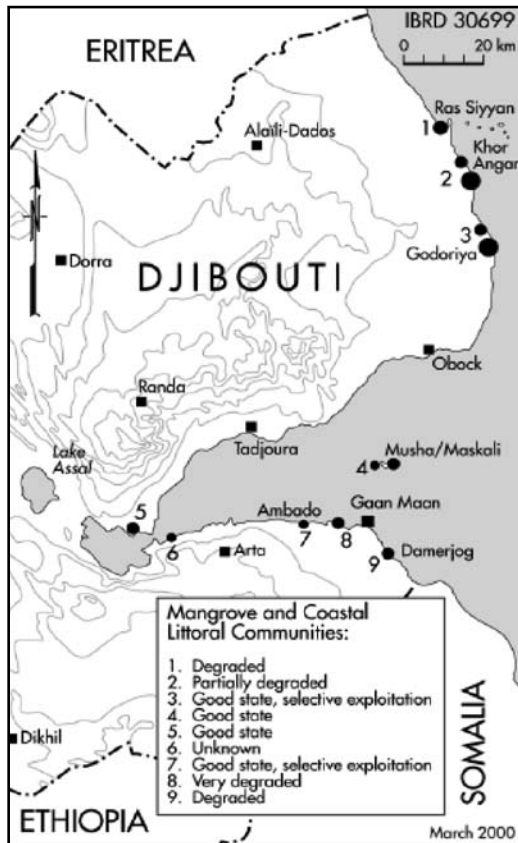 IBRD 30699
0 20 km
ERITREA
Ras Siyyan
1
Alaïli-Dados
Khor
Angar
2
3
Godoriya
Dorra
DJIBOUTI
Obock
Randa
Tadjoura
Lake
Assal
4
Musha/Maskali
5
Ambado
Gaan Maan
6
Arta
7
8
Damerjog
9
Mangrove and Coastal
Littoral Communities:
1. Degraded
2. Partially degraded
3. Good state, selective exploitation
4. Good state
5. Good state
6. Unknown
7. Good state, selective exploitation
8. Very degraded
9. Degraded
SOMALIA
Dikhil
ETHIOPIA
March 2000